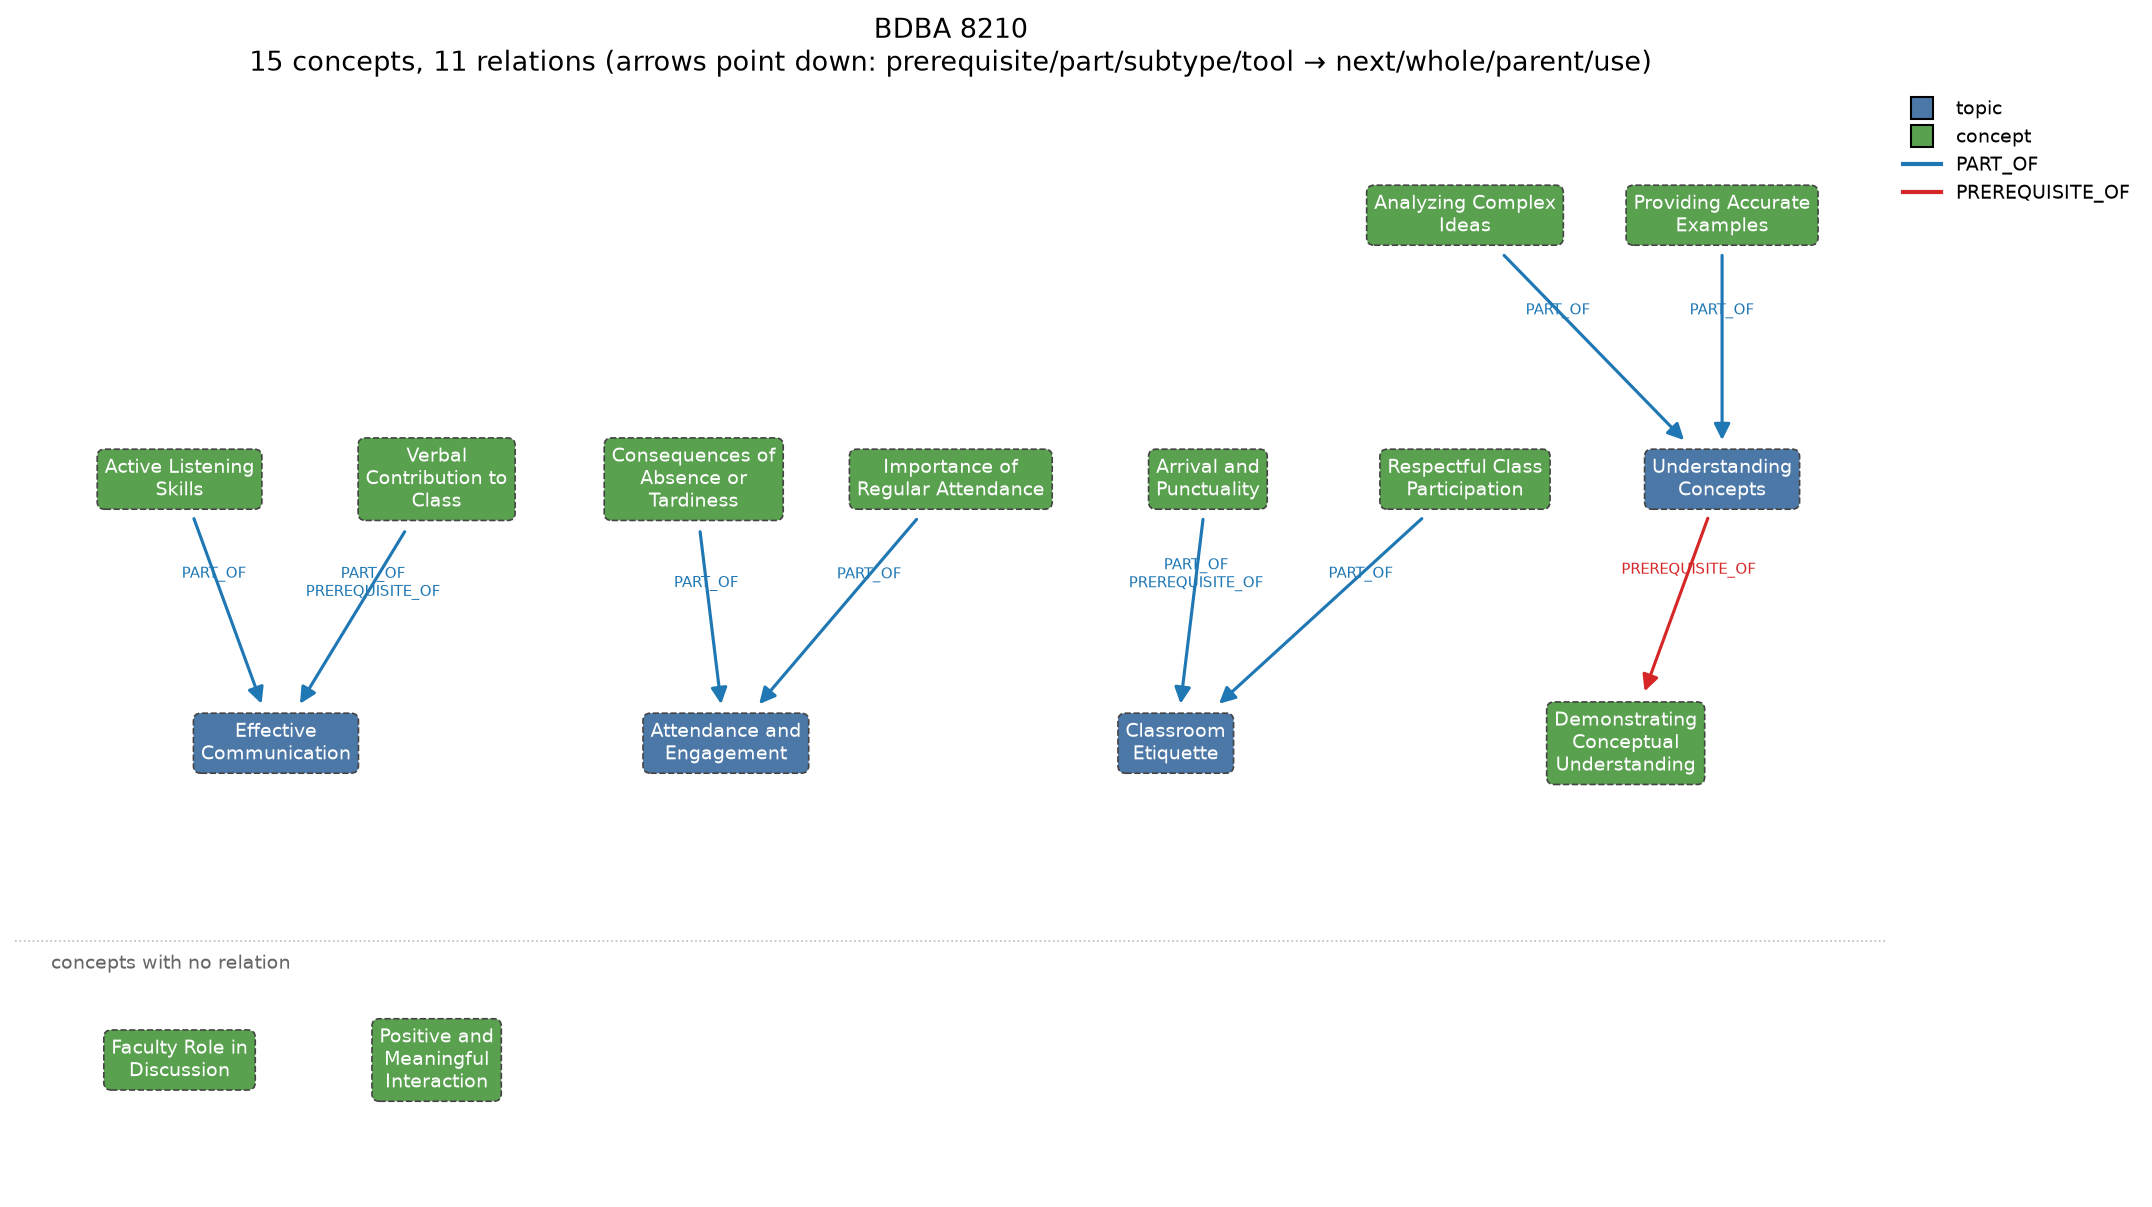 BDBA 8210
15 concepts, 11 relations (arrows point down: prerequisite/part/subtype/tool → next/whole/parent/use)
topic
concept
PART_OF
PREREQUISITE_OF
Analyzing Complex
Ideas
Providing Accurate
Examples
PART_OF
PART_OF
Active Listening
Skills
Verbal
Contribution to
Class
Consequences of
Absence or
Tardiness
Importance of
Regular Attendance
Arrival and
Punctuality
Respectful Class
Participation
Understanding
Concepts
PART_OF
PART_OF
PREREQUISITE_OF
PART_OF
PART_OF
PART_OF
PREREQUISITE_OF
PART_OF
PREREQUISITE_OF
Effective
Communication
Attendance and
Engagement
Classroom
Etiquette
Demonstrating
Conceptual
Understanding
concepts with no relation
Faculty Role in
Discussion
Positive and
Meaningful
Interaction